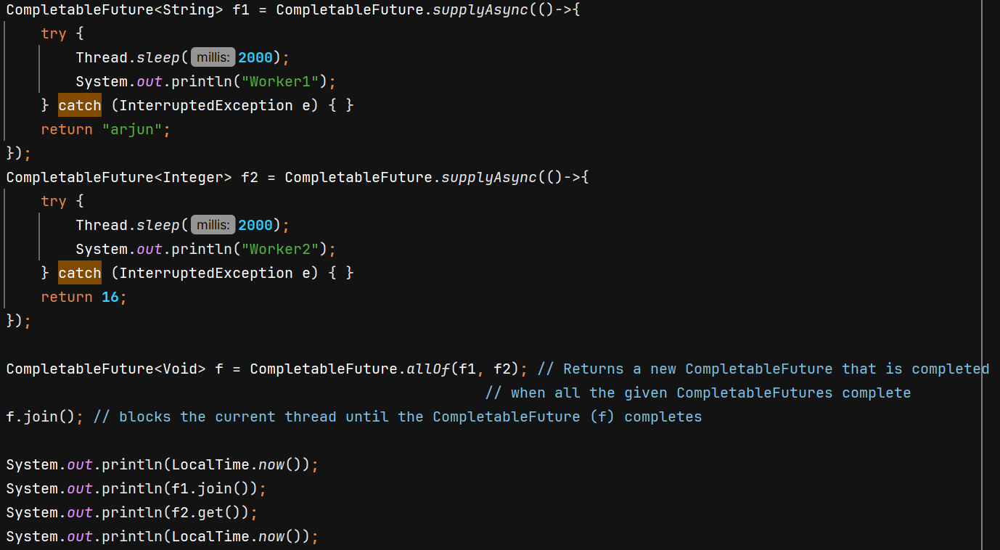 CompletableFuture<String> f1 = CompletableFuture.supplyAsync(()->{
    try {
        Thread.sleep( millis: 2000);
        System.out.println("Worker1");
    } catch (InterruptedException e) { }
    return "arjun";
});
CompletableFuture<Integer> f2 = CompletableFuture.supplyAsync(()->{
    try {
        Thread.sleep( millis: 2000);
        System.out.println("Worker2");
    } catch (InterruptedException e) { }
    return 16;
});
CompletableFuture<Void> f = CompletableFuture.allOf(f1, f2); // Returns a new CompletableFuture that is completed
// when all the given CompletableFutures complete
f.join(); // blocks the current thread until the CompletableFuture (f) completes
System.out.println(LocalTime.now());
System.out.println(f1.join());
System.out.println(f2.get());
System.out.println(LocalTime.now());